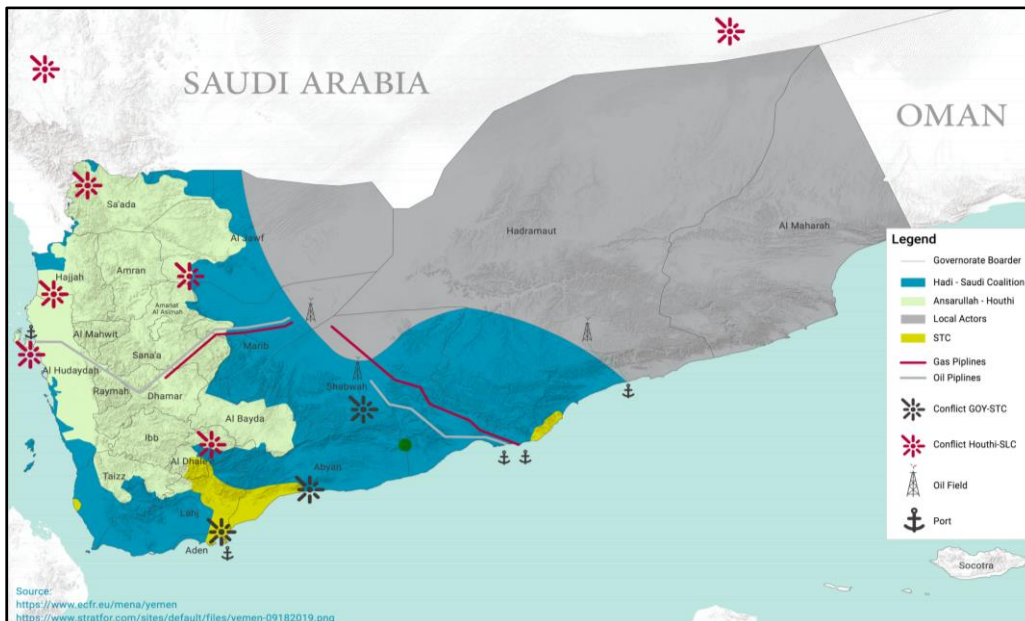 SAUDI ARABIA
OMAN
Sa'ada
Al Jawf
Hadramaut
Al Maharah
Hajjah
Amran
Amanat
Al Asimah
Al Mahwit
Sana'a
Marib
Al Hudaydah
Raymah
Dhamar
Shabwah
Al Bayda
Ibb
Al Dhale'e
Abyan
Taizz
Lahj
Aden
Socotra
Legend
Governorate Boarder
Hadi - Saudi Coalition
Ansarullah - Houthi
Local Actors
STC
Gas Piplines
Oil Piplines
Conflict GOY-STC
Conflict Houthi-SLC
Oil Field
Port
Source:
https://www.ecfr.eu/mena/yemen
https://www.stratfor.com/sites/default/files/yemen-09182019.png